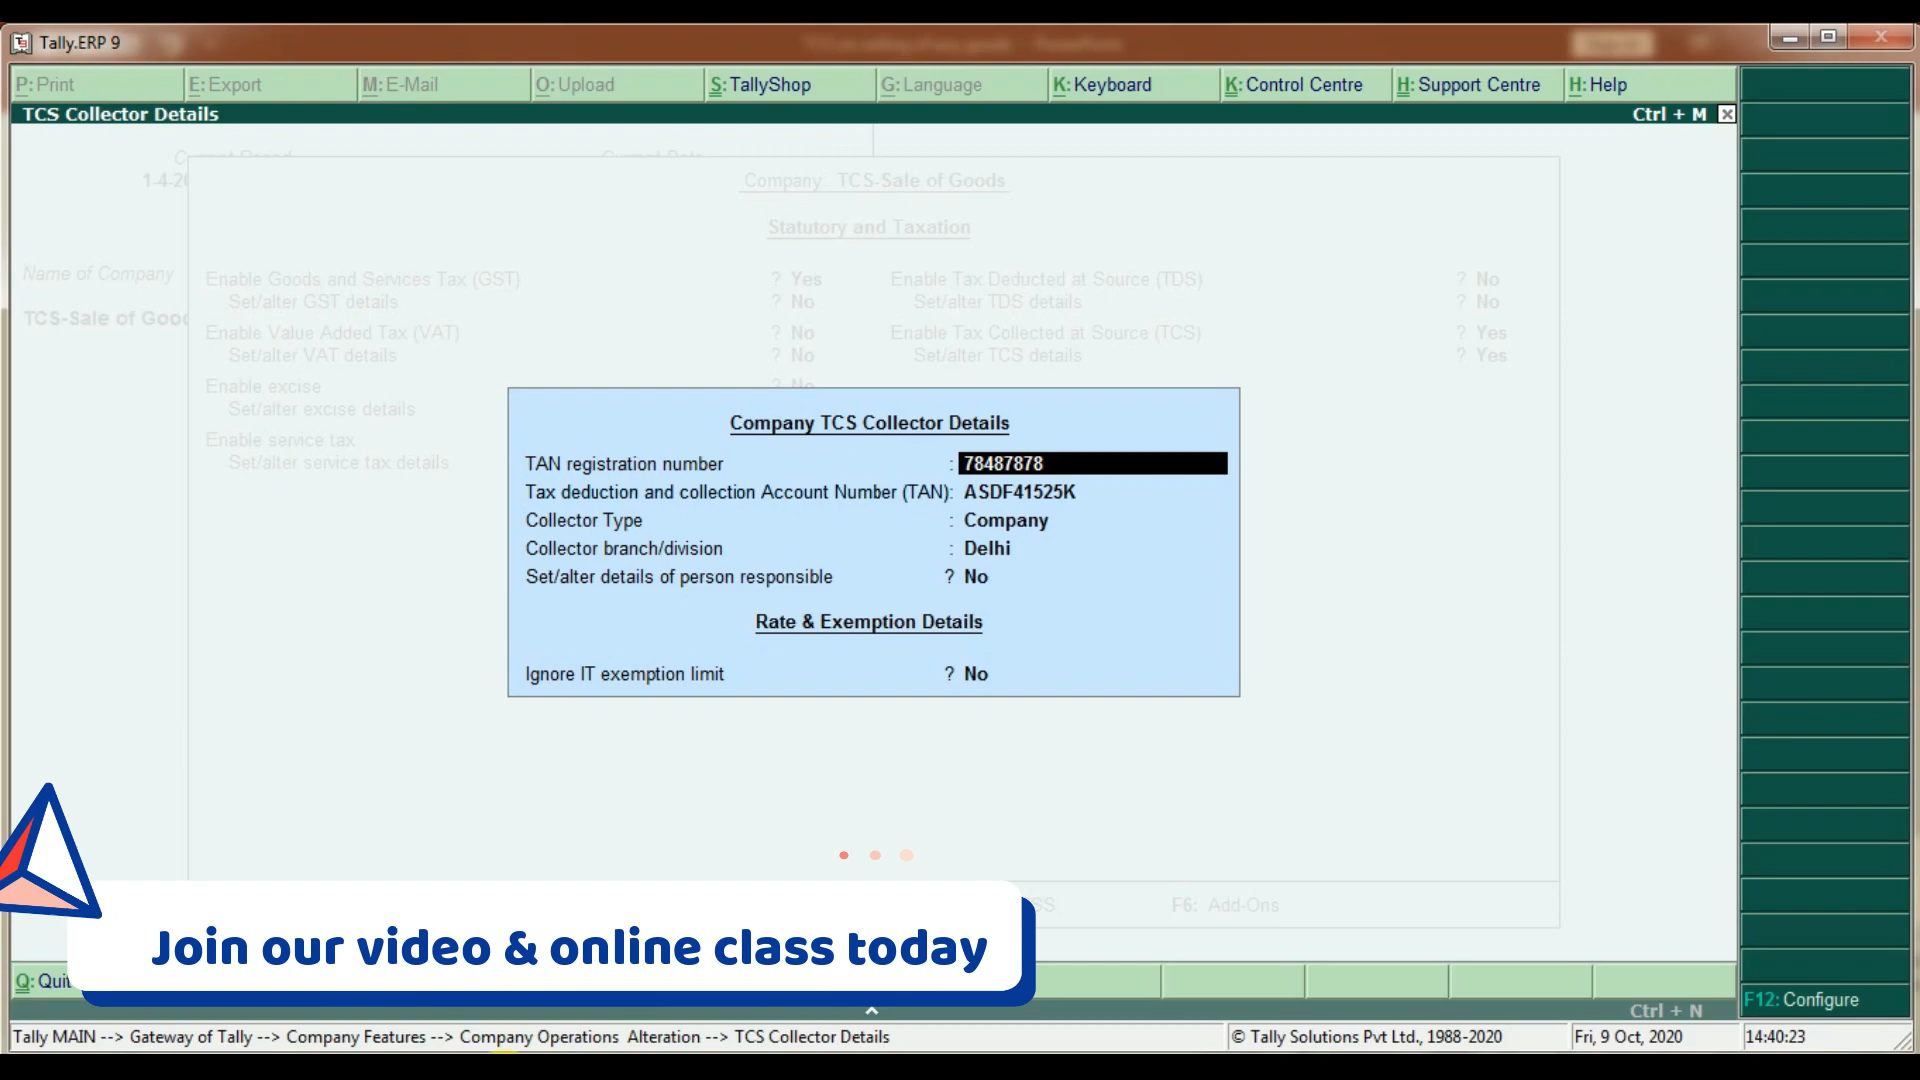 Tally.ERP 9
P: Print E: Export M: E-Mail O: Upload S: TallyShop G: Language K: Keyboard K: Control Centre H: Support Centre H: Help
TCS Collector Details Ctrl + M
Current Period Current Date
1-4-20
Company TCS-Sale of Goods
Statutory and Taxation
Name of Company
TCS-Sale of Good
Enable Goods and Services Tax (GST) ? Yes Enable Tax Deducted at Source (TDS) ? No
Set/alter GST details ? No Set/alter TDS details ? No
Enable Value Added Tax (VAT) ? No Enable Tax Collected at Source (TCS) ? Yes
Set/alter VAT details ? No Set/alter TCS details ? Yes
Enable excise ? No
Set/alter excise details
Enable service tax
Set/alter service tax details
Company TCS Collector Details
TAN registration number : 78487878
Tax deduction and collection Account Number (TAN): ASDF41525K
Collector Type : Company
Collector branch/division : Delhi
Set/alter details of person responsible ? No
Rate & Exemption Details
Ignore IT exemption limit ? No
F6: Add-Ons
Join our video & online class today
Q: Quit
F12: Configure
Ctrl + N
Tally MAIN --> Gateway of Tally --> Company Features --> Company Operations Alteration --> TCS Collector Details © Tally Solutions Pvt Ltd., 1988-2020 Fri, 9 Oct, 2020 14:40:23